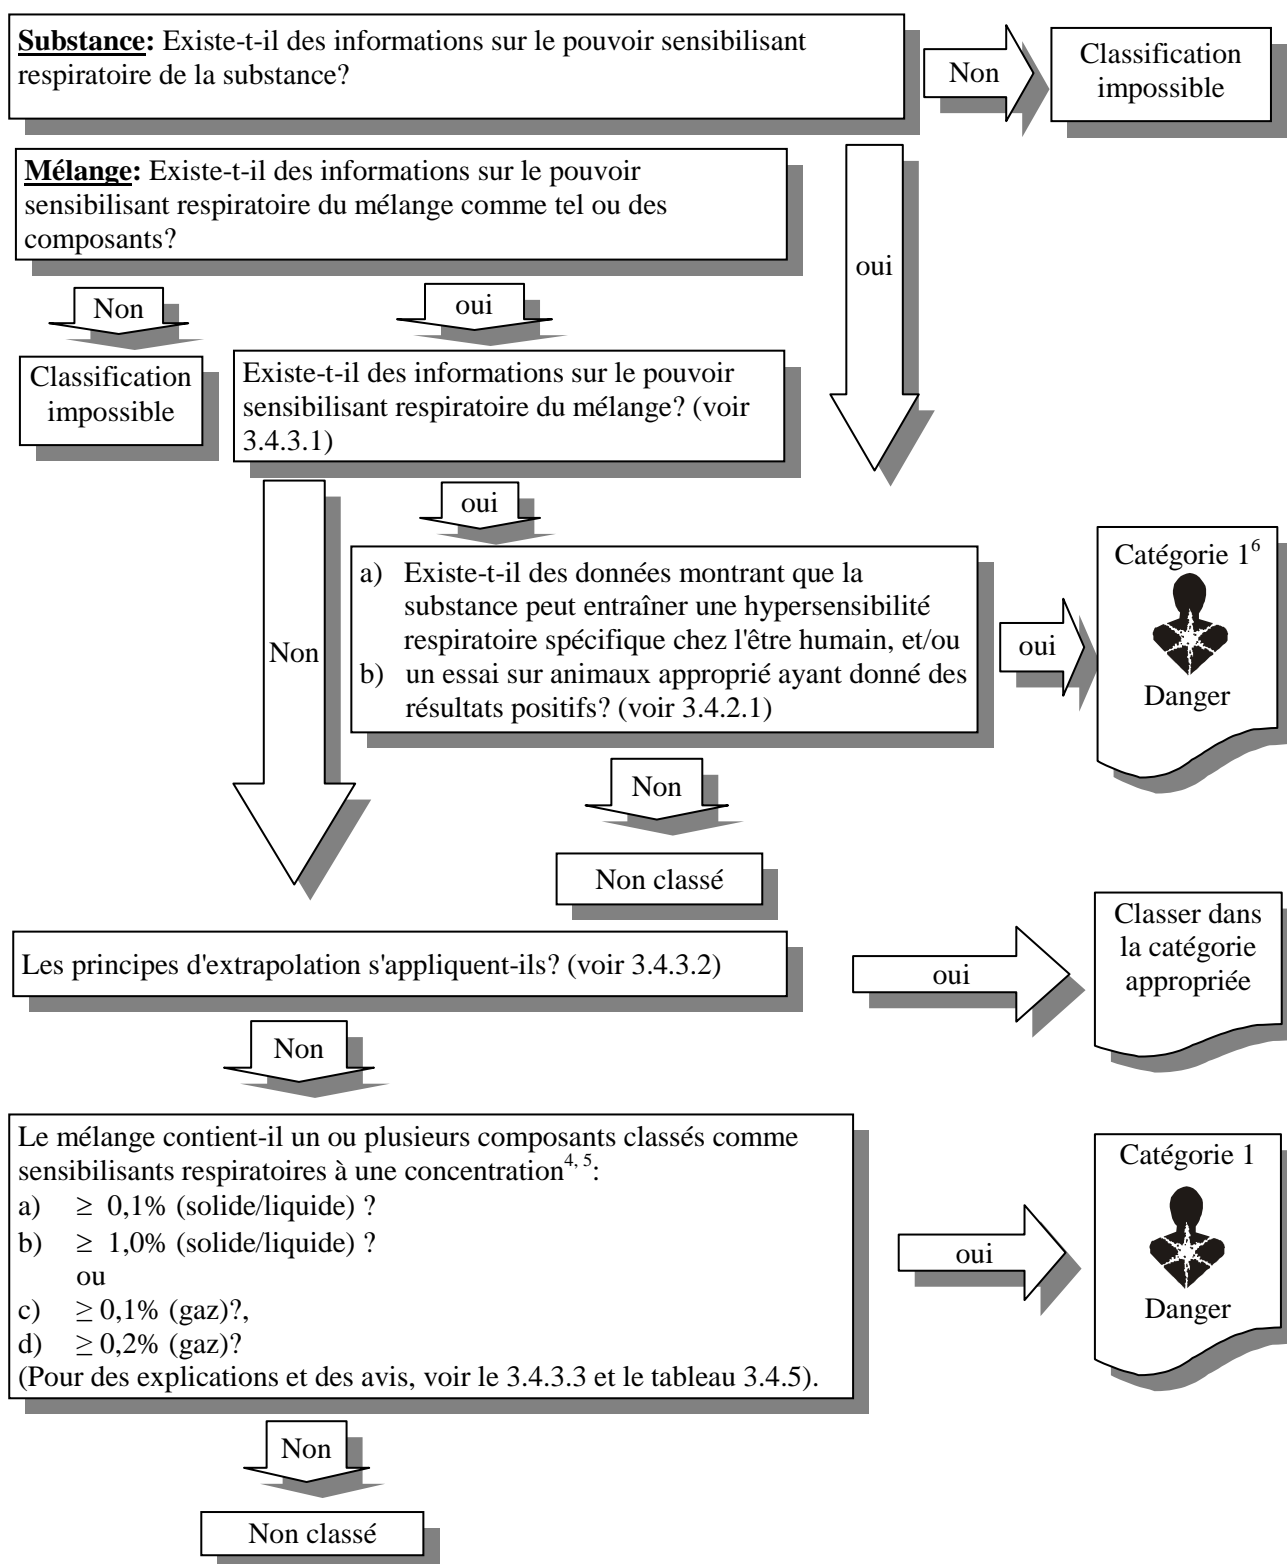 Substance: Existe-t-il des informations sur le pouvoir sensibilisant
respiratoire de la substance?
Non
Classification
impossible
Mélange: Existe-t-il des informations sur le pouvoir
sensibilisant respiratoire du mélange comme tel ou des
composants?
oui
Non
oui
Classification
impossible
Existe-t-il des informations sur le pouvoir
sensibilisant respiratoire du mélange? (voir
3.4.3.1)
oui
Non
a) Existe-t-il des données montrant que la
substance peut entraîner une hypersensibilité
respiratoire spécifique chez l'être humain, et/ou
b) un essai sur animaux approprié ayant donné des
résultats positifs? (voir 3.4.2.1)
oui
Catégorie 1⁶
Danger
Non
Non classé
Les principes d'extrapolation s'appliquent-ils? (voir 3.4.3.2)
oui
Classer dans
la catégorie
appropriée
Non
Le mélange contient-il un ou plusieurs composants classés comme
sensibilisants respiratoires à une concentration⁴, ⁵:
a) ≥ 0,1% (solide/liquide) ?
b) ≥ 1,0% (solide/liquide) ?
ou
c) ≥ 0,1% (gaz)?,
d) ≥ 0,2% (gaz)?
(Pour des explications et des avis, voir le 3.4.3.3 et le tableau 3.4.5).
oui
Catégorie 1
Danger
Non
Non classé